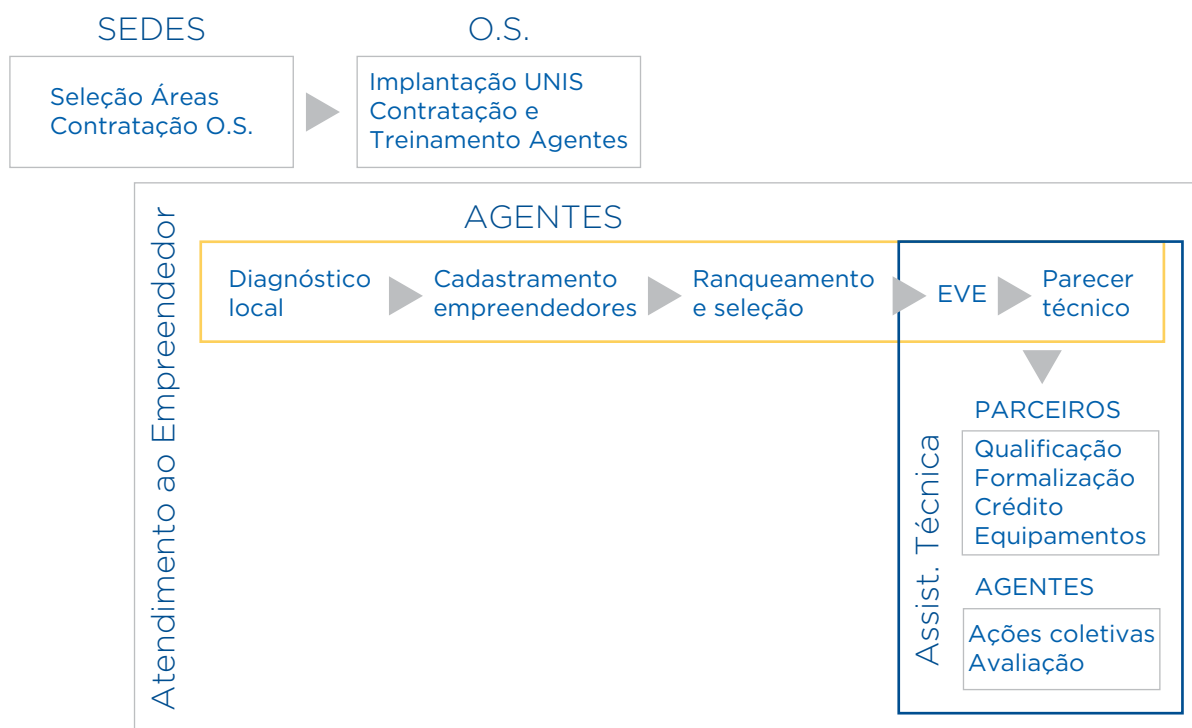 SEDES
Seleção Áreas
Contratação O.S.
O.S.
Implantação UNIS
Contratação e
Treinamento Agentes
Atendimento ao Empreendedor
AGENTES
Diagnóstico
local
Cadastramento
empreendedores
Ranqueamento
e seleção
EVE
Parecer
técnico
Assist. Técnica
PARCEIROS
Qualificação
Formalização
Crédito
Equipamentos
AGENTES
Ações coletivas
Avaliação